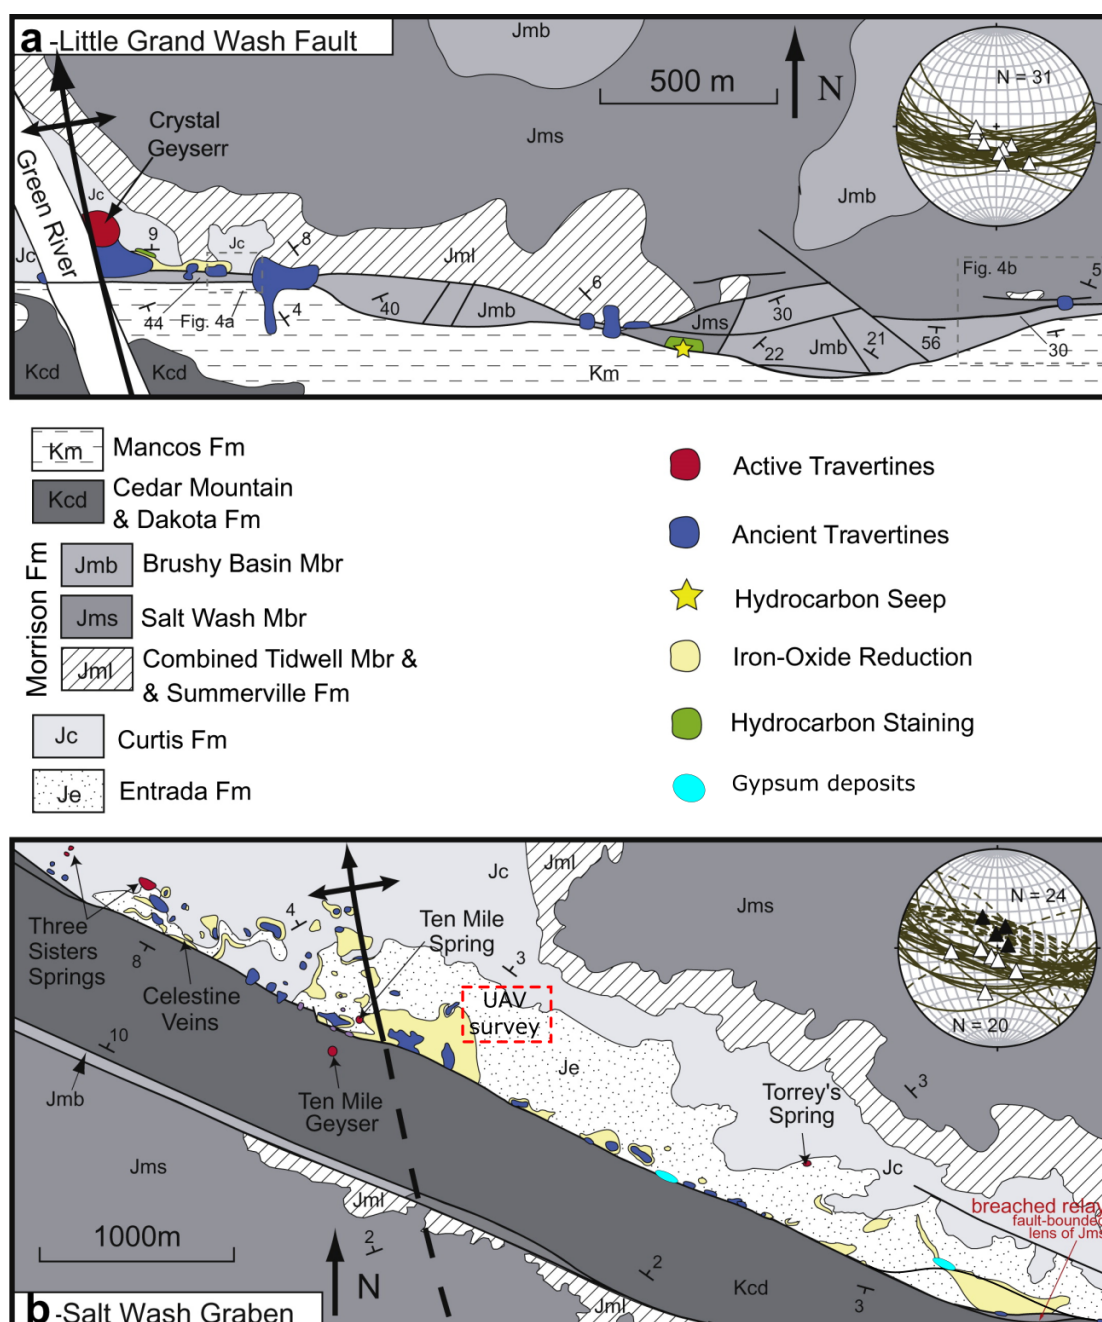 a -Little Grand Wash Fault
Jmb
500 m
N
N = 31
Crystal
Geyserr
Jms
Jmb
Green River
Jc
9
Jc
8
Jml
Jc
Fig. 4b
5
6
44
Fig. 4a
4
40
Jmb
Jms
30
22
Jmb
21
56
30
Kcd
Kcd
Km
Km
Mancos Fm
Kcd
Cedar Mountain
& Dakota Fm
Morrison Fm
Jmb
Brushy Basin Mbr
Jms
Salt Wash Mbr
Jml
Combined Tidwell Mbr &
& Summerville Fm
Jc
Curtis Fm
Je
Entrada Fm
Active Travertines
Ancient Travertines
Hydrocarbon Seep
Iron-Oxide Reduction
Hydrocarbon Staining
Gypsum deposits
Jc
Jml
Jms
N = 24
N = 20
Three
Sisters
Springs
4
Ten Mile
Spring
3
8
Celestine
Veins
UAV
survey
10
Jmb
Ten Mile
Geyser
Je
Torrey's
Spring
3
Jc
Jms
Jml
breached relay
fault-bounded
lens of Jms
1000m
N
2
2
Kcd
3
Jml
b -Salt Wash Graben